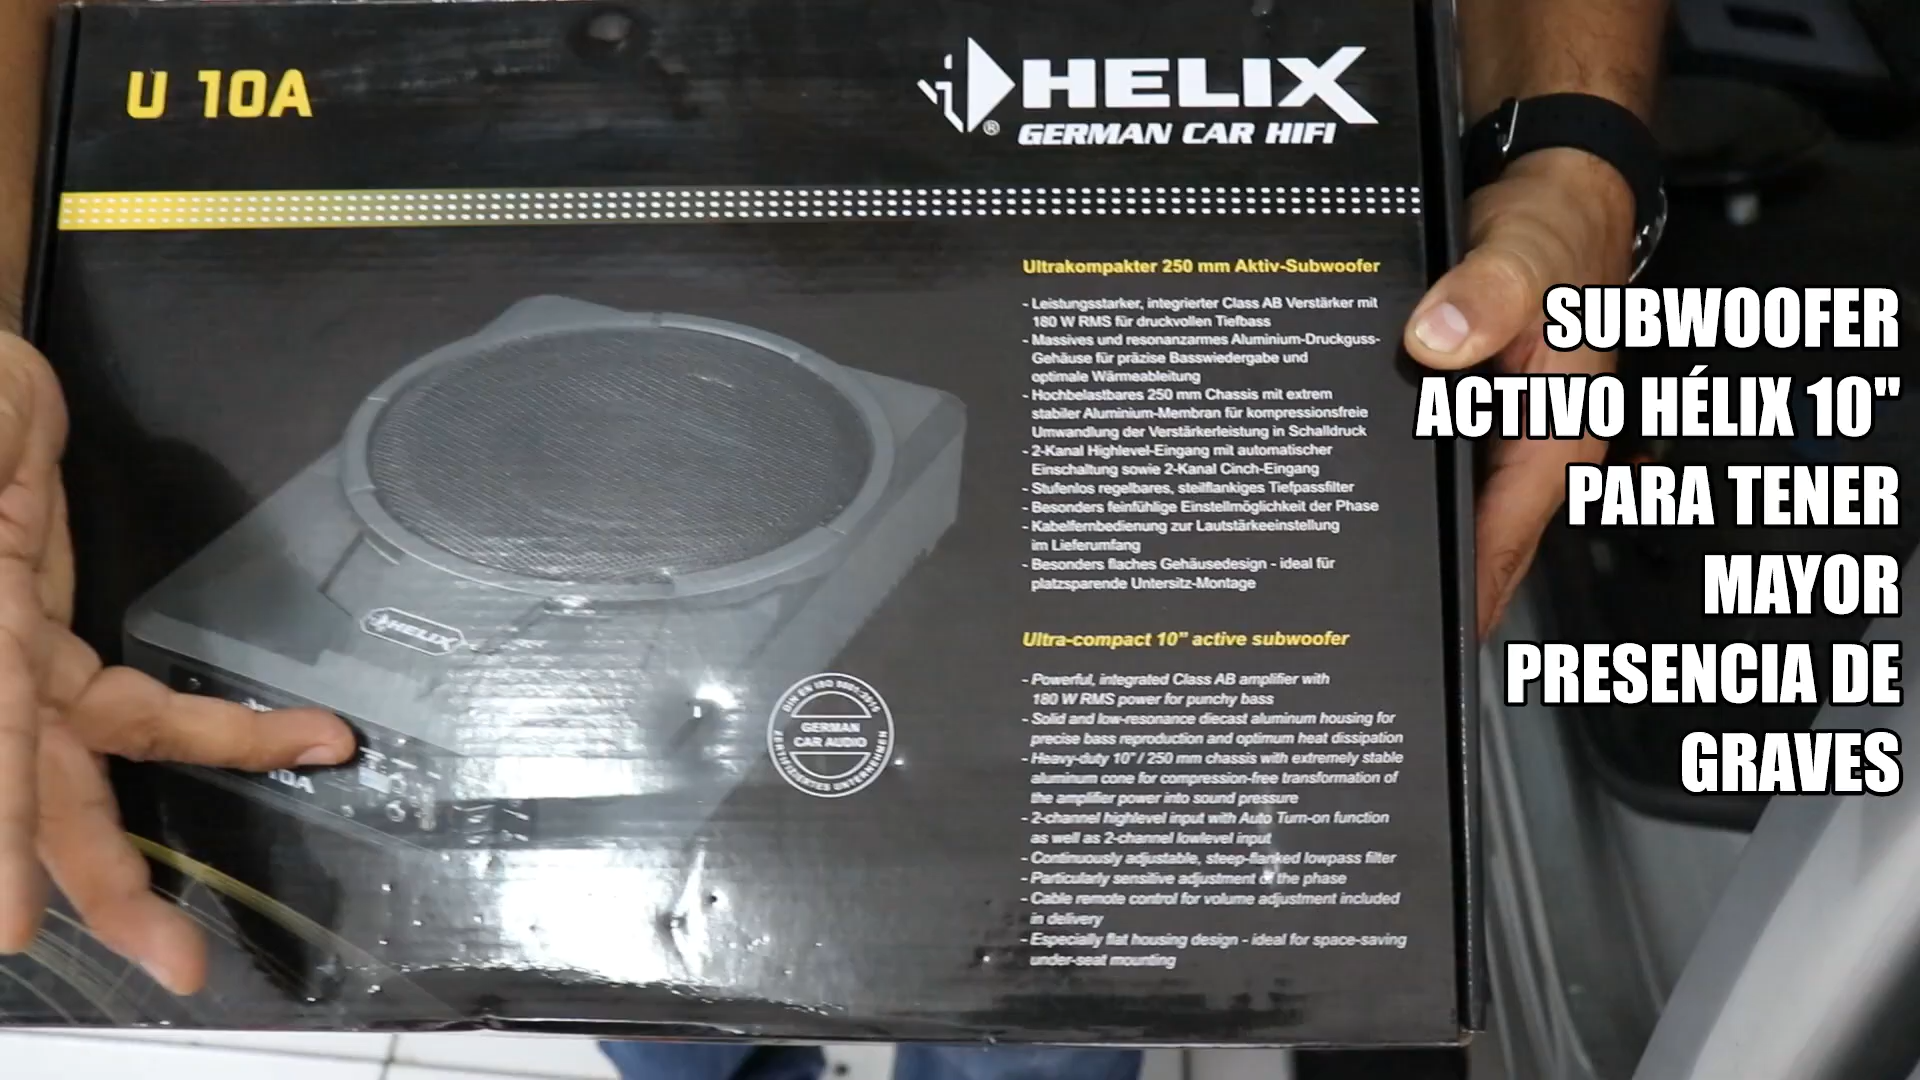 U 10A
HELIX
®
GERMAN CAR HIFI
Ultrakompakter 250 mm Aktiv-Subwoofer
- Leistungsstarker, integrierter Class AB Verstärker mit
180 W RMS für druckvollen Tiefbass
- Massives und resonanzarmes Aluminium-Druckguss-
Gehäuse für präzise Basswiedergabe und
optimale Wärmeableitung
- Hochbelastbares 250 mm Chassis mit extrem
stabiler Aluminium-Membran für kompressionsfreie
Umwandlung der Verstärkerleistung in Schalldruck
- 2-Kanal Highlevel-Eingang mit automatischer
Einschaltung sowie 2-Kanal Cinch-Eingang
- Stufenlos regelbares, steilflankiges Tiefpassfilter
- Besonders feinfühlige Einstellmöglichkeit der Phase
- Kabelfernbedienung zur Lautstärkeeinstellung
im Lieferumfang
- Besonders flaches Gehäusedesign - ideal für
platzsparende Untersitz-Montage
Ultra-compact 10" active subwoofer
- Powerful, integrated Class AB amplifier with
180 W RMS power for punchy bass
- Solid and low-resonance diecast aluminum housing for
precise bass reproduction and optimum heat dissipation
- Heavy-duty 10" / 250 mm chassis with extremely stable
aluminum cone for compression-free transformation of
the amplifier power into sound pressure
- 2-channel highlevel input with Auto Turn-on function
as well as 2-channel lowlevel input
- Continuously adjustable, steep-flanked lowpass filter
- Particularly sensitive adjustment of the phase
- Cable remote control for volume adjustment included
in delivery
- Especially flat housing design - ideal for space-saving
under-seat mounting
HELIX
10A
DIN EN ISO 9001:2015
GERMAN
CAR AUDIO
ZERTIFIZIERTES UNTERNEHMEN
SUBWOOFER
ACTIVO HÉLIX 10"
PARA TENER
MAYOR
PRESENCIA DE
GRAVES